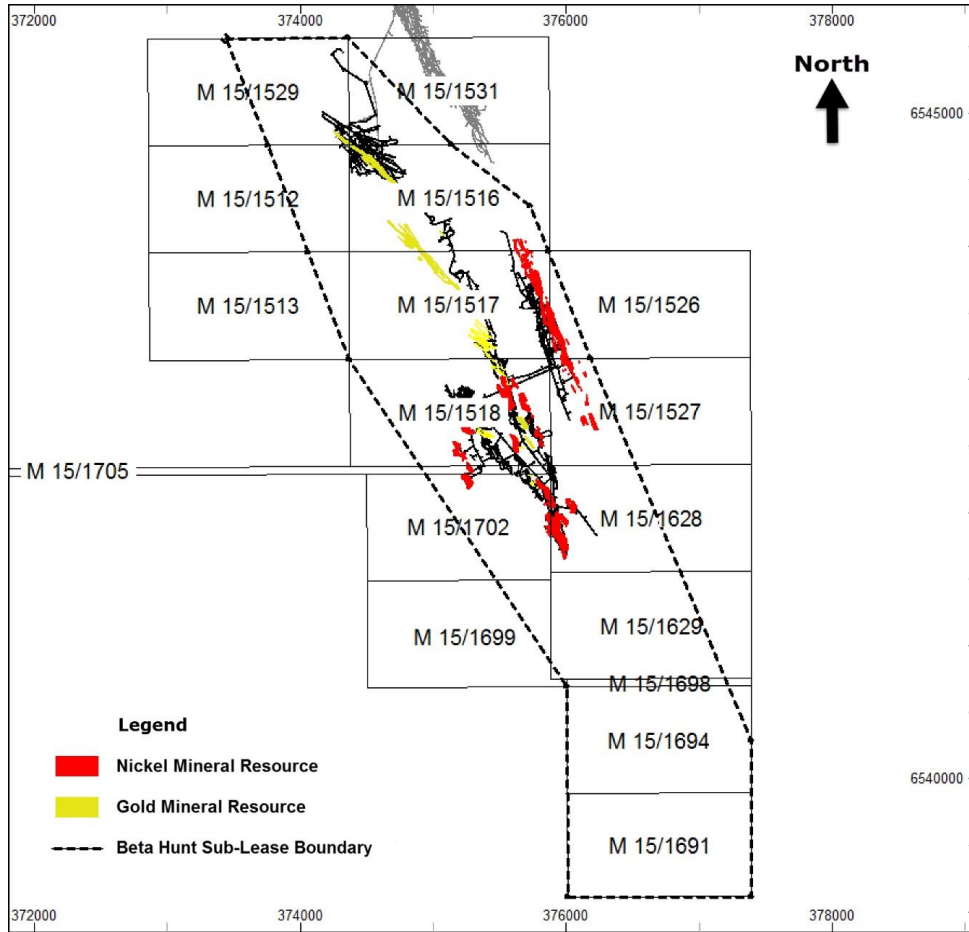 372000 374000 376000 378000
North
M 15/1529 M 15/1531
6545000
M 15/1512 M 15/1516
M 15/1513 M 15/1517 M 15/1526
M 15/1518 M 15/1527
M 15/1705
M 15/1702 M 15/1628
M 15/1699 M 15/1629
M 15/1698
Legend
M 15/1694
Nickel Mineral Resource
6540000
Gold Mineral Resource
Beta Hunt Sub-Lease Boundary
M 15/1691
372000 374000 376000 378000